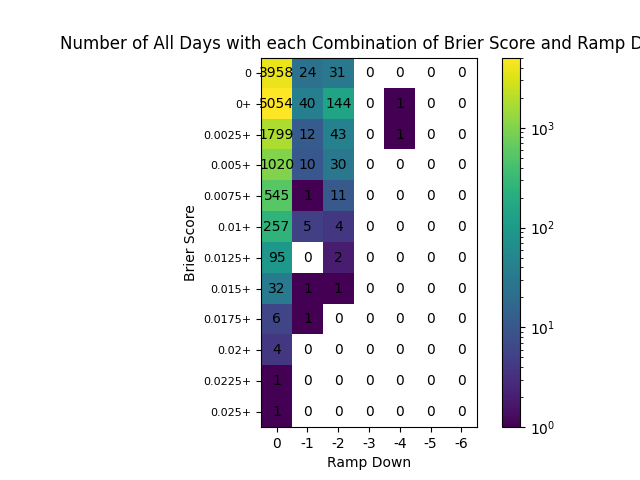 Number of All Days with each Combination of Brier Score and Ramp D
0 3958 24 31 0 0 0 0
0+ 5054 40 144 0 1 0 0
0.0025+ 1799 12 43 0 1 0 0
0.005+ 1020 10 30 0 0 0 0
0.0075+ 545 1 11 0 0 0 0
0.01+ 257 5 4 0 0 0 0
0.0125+ 95 0 2 0 0 0 0
0.015+ 32 1 1 0 0 0 0
0.0175+ 6 1 0 0 0 0 0
0.02+ 4 0 0 0 0 0 0
0.0225+ 1 0 0 0 0 0 0
0.025+ 1 0 0 0 0 0 0
0 -1 -2 -3 -4 -5 -6
Ramp Down
Brier Score
10³
10²
10¹
10⁰